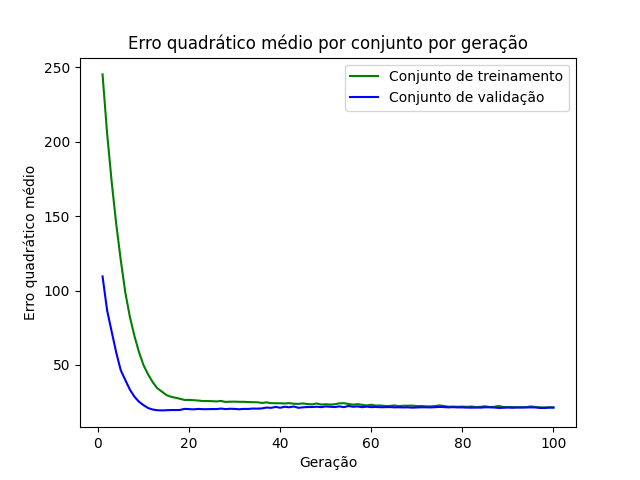 Erro quadrático médio por conjunto por geração
Conjunto de treinamento
Conjunto de validação
Erro quadrático médio
250
200
150
100
50
0
20
40
60
80
100
Geração